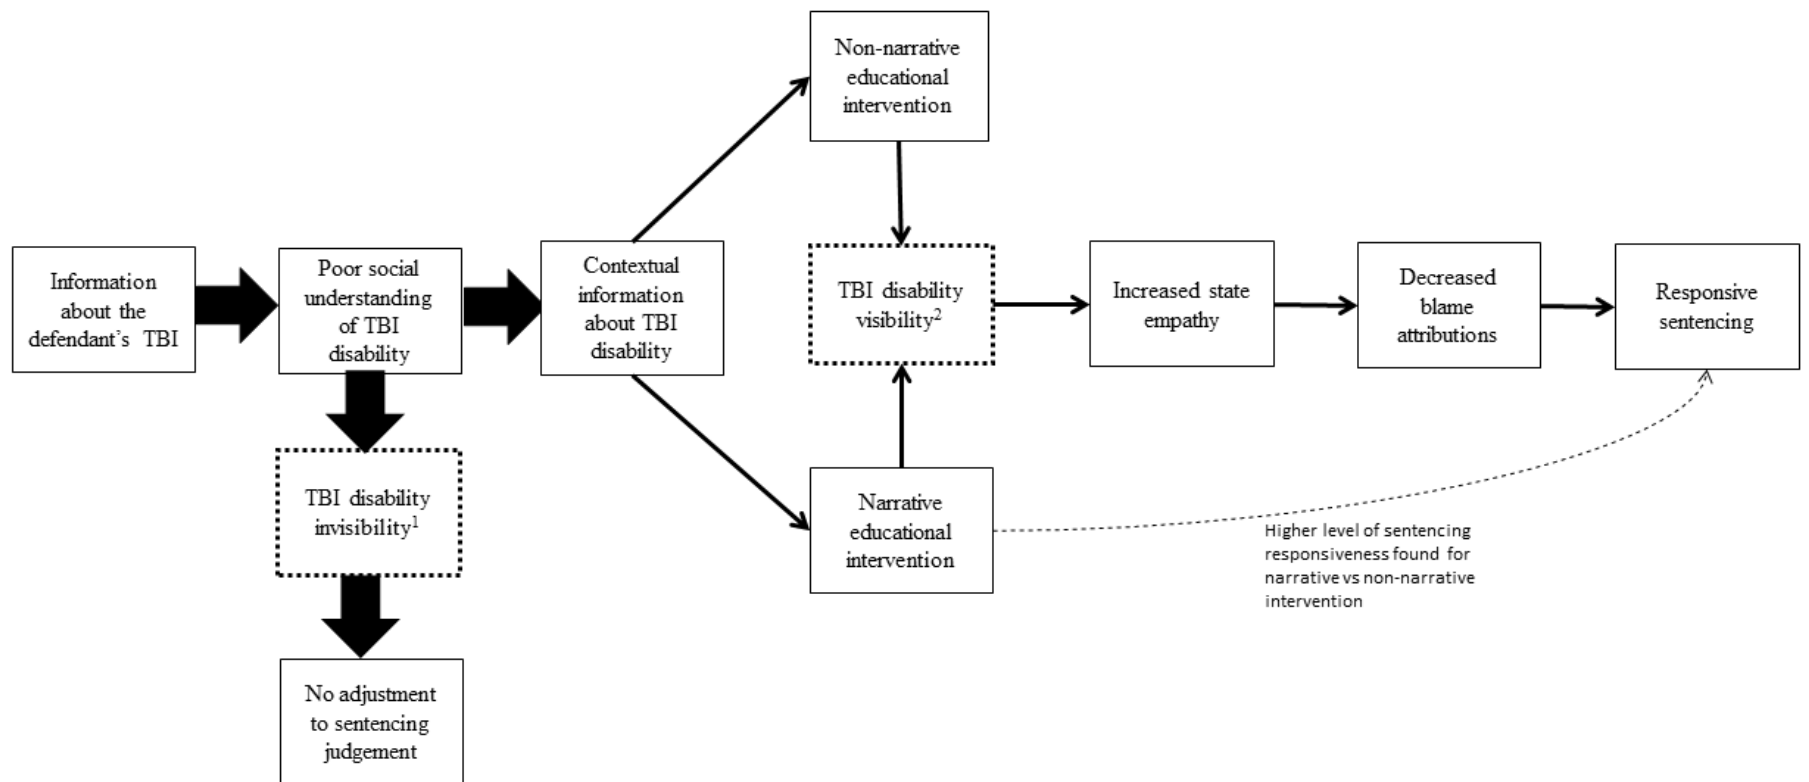 Non-narrative
educational
intervention
Information
about the
defendant's TBI
Poor social
understanding
of TBI
disability
Contextual
information
about TBI
disability
TBI disability
visibility2
Increased state
empathy
Decreased
blame
attributions
Responsive
sentencing
TBI disability
invisibility1
Narrative
educational
intervention
Higher level of sentencing
responsiveness found for
narrative vs non-narrative
intervention
No adjustment
to sentencing
judgement